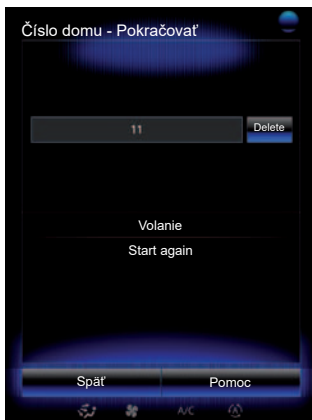 Číslo domu - Pokračovať
11
Delete
Volanie
Start again
Späť
Pomoc
A/C